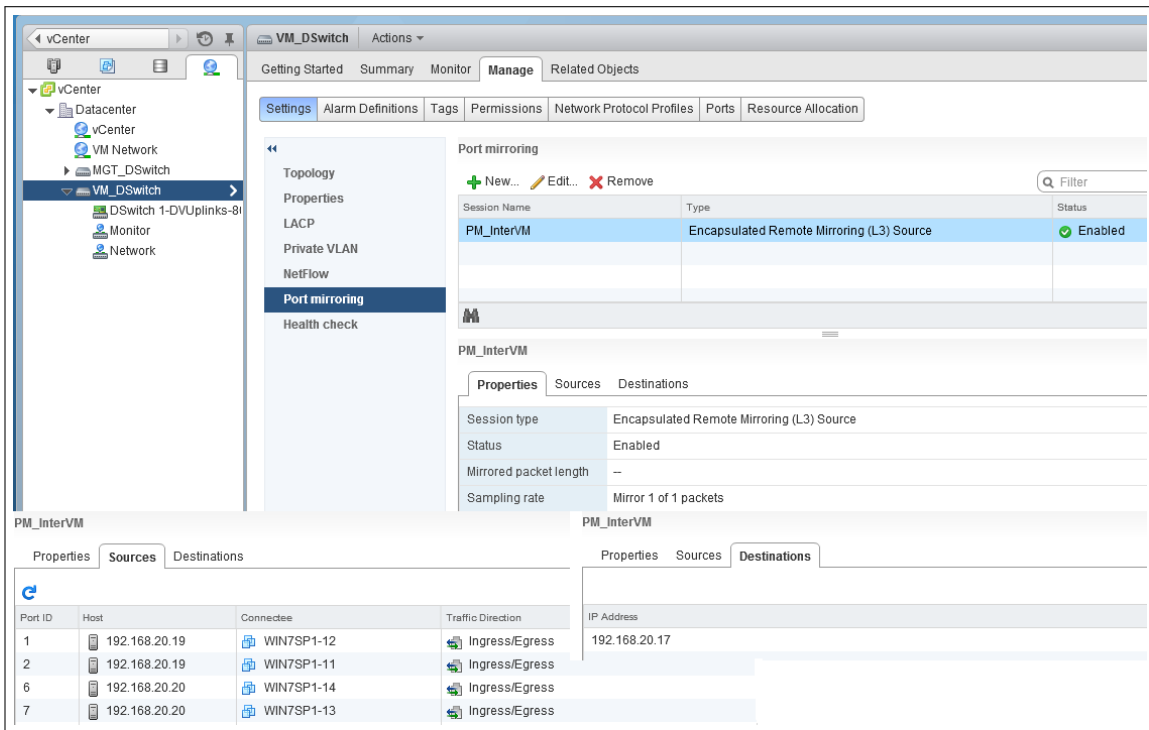 vCenter
VM_DSwitch Actions
Getting Started Summary Monitor Manage Related Objects
vCenter
Datacenter
vCenter
VM Network
MGT_DSwitch
VM_DSwitch
DSwitch 1-DVUplinks-8
Monitor
Network
Settings Alarm Definitions Tags Permissions Network Protocol Profiles Ports Resource Allocation
Topology
Properties
LACP
Private VLAN
NetFlow
Port mirroring
Health check
Port mirroring
New... Edit... Remove
Filter
Session Name Type Status
PM_InterVM Encapsulated Remote Mirroring (L3) Source Enabled
PM_InterVM
Properties Sources Destinations
Session type Encapsulated Remote Mirroring (L3) Source
Status Enabled
Mirrored packet length --
Sampling rate Mirror 1 of 1 packets
PM_InterVM
Properties Sources Destinations
Port ID Host Connectee Traffic Direction
1 192.168.20.19 WIN7SP1-12 Ingress/Egress
2 192.168.20.19 WIN7SP1-11 Ingress/Egress
6 192.168.20.20 WIN7SP1-14 Ingress/Egress
7 192.168.20.20 WIN7SP1-13 Ingress/Egress
PM_InterVM
Properties Sources Destinations
IP Address
192.168.20.17